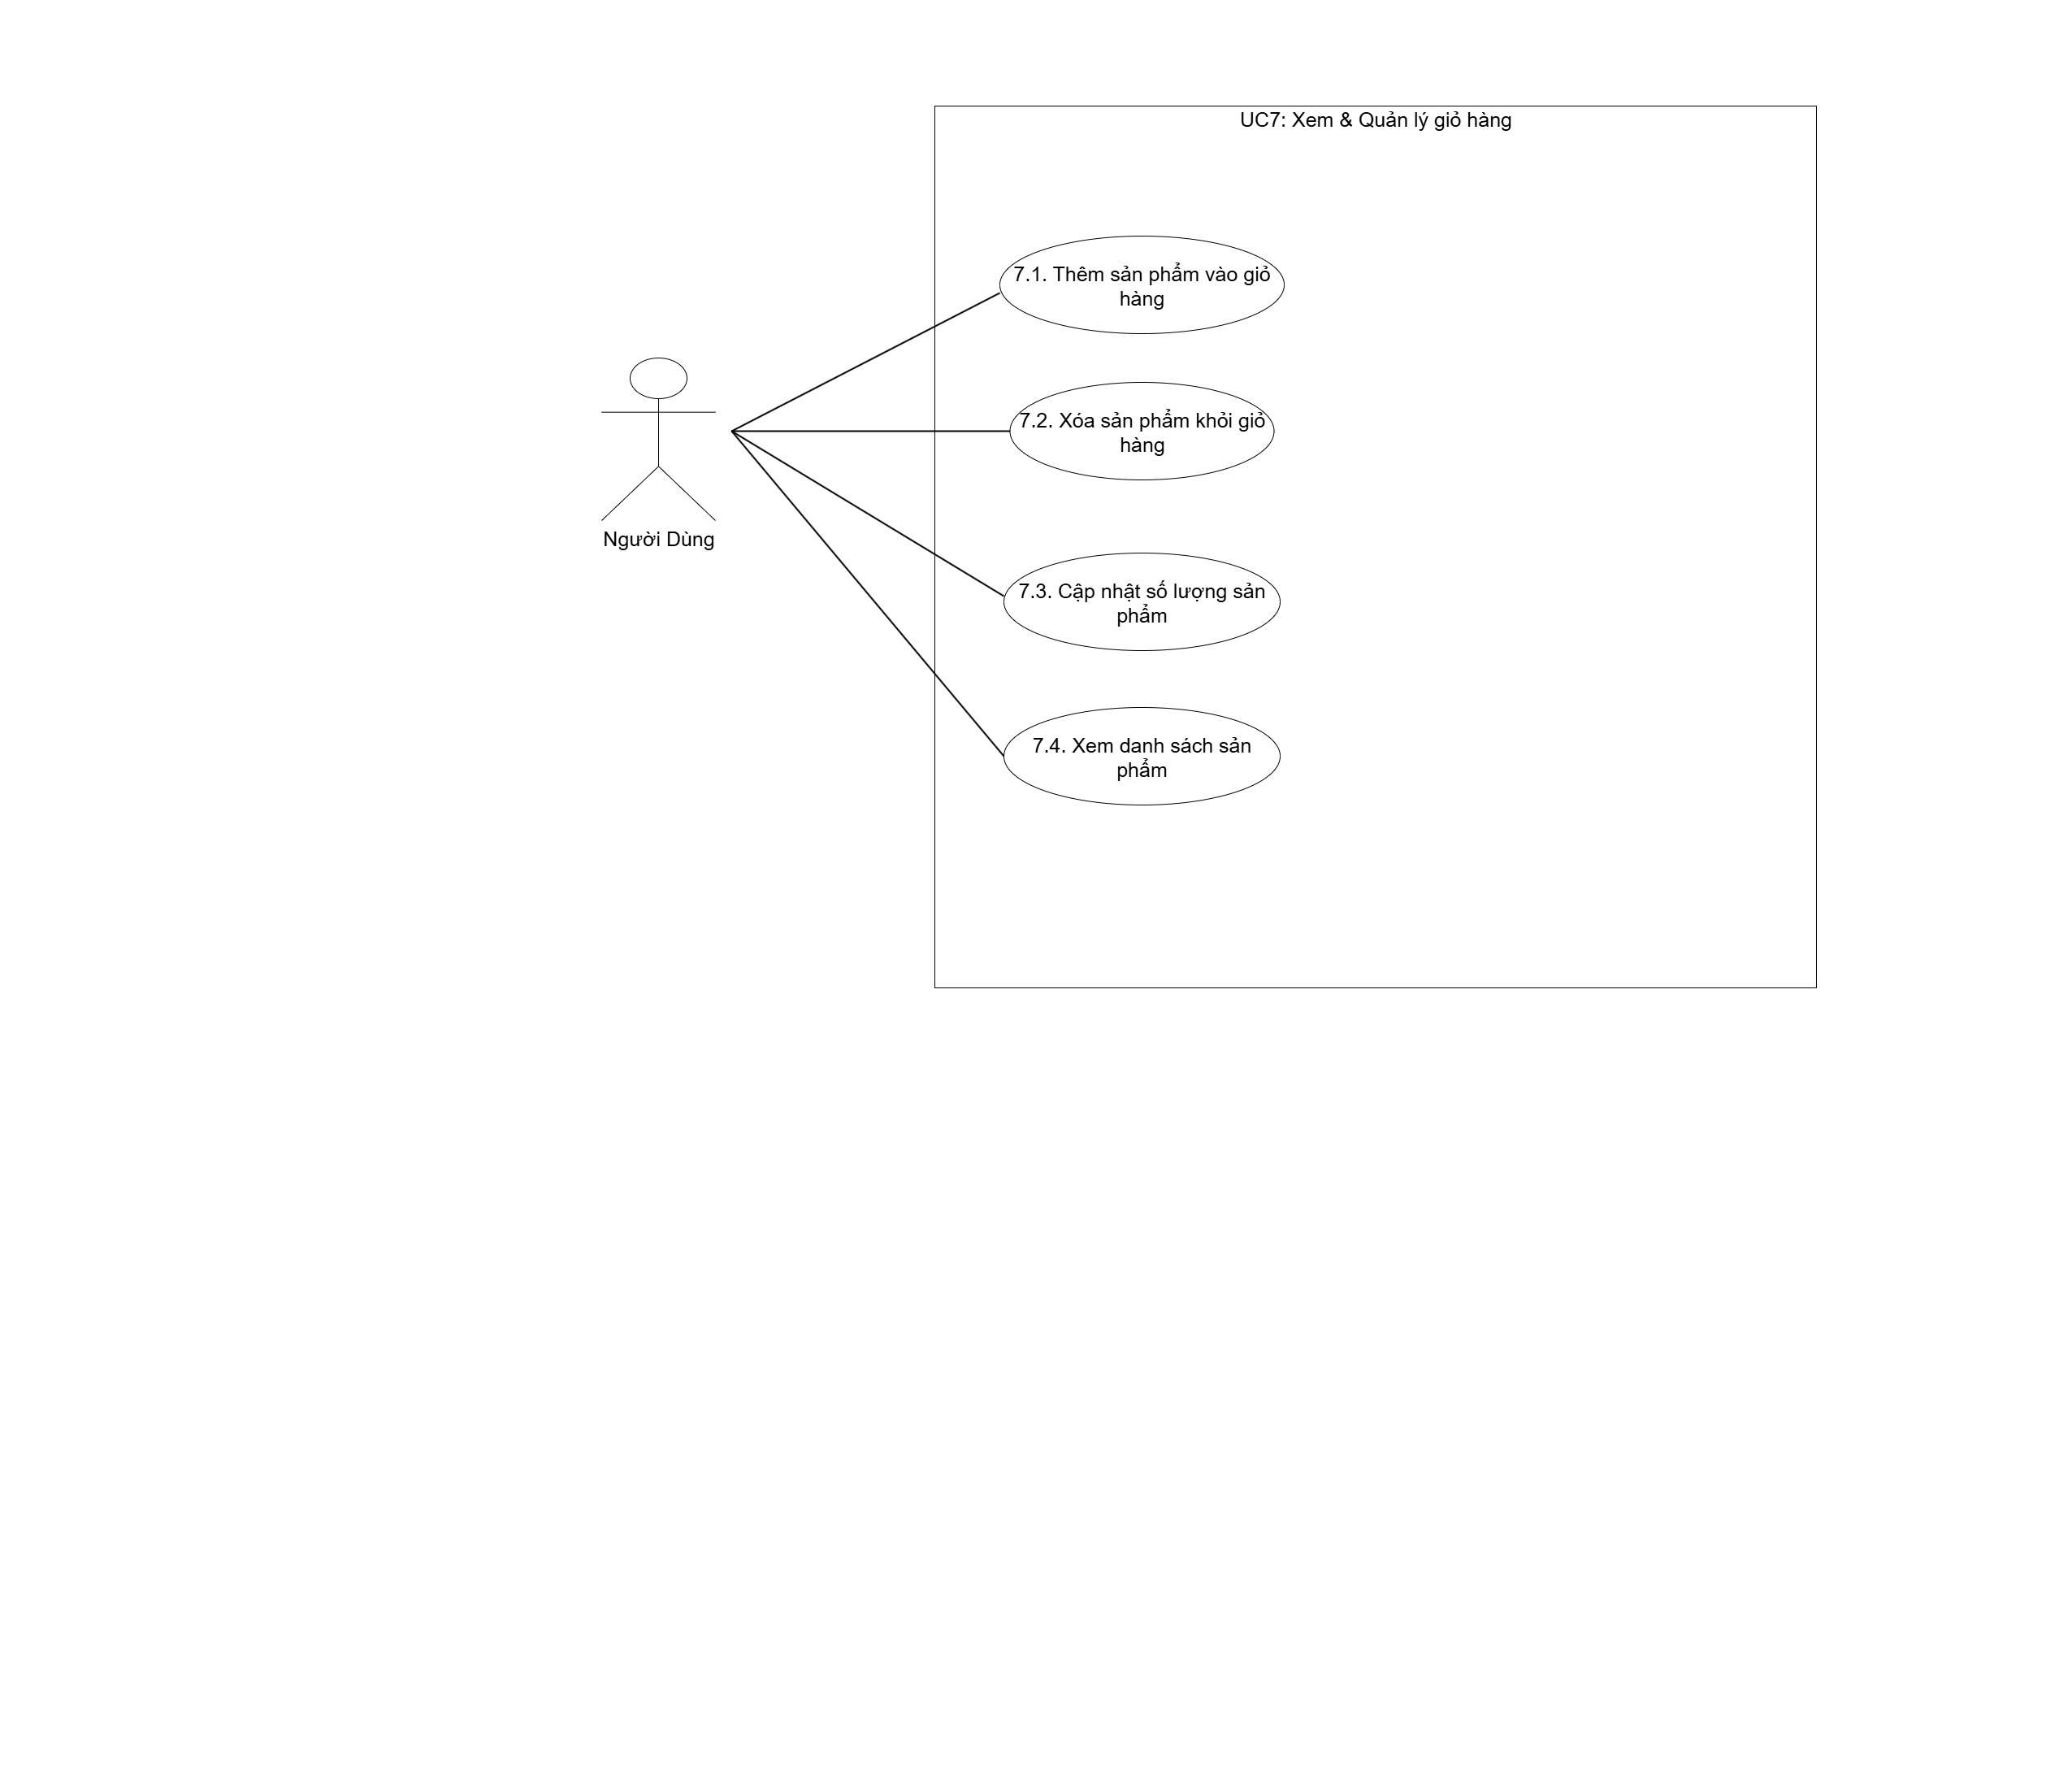 UC7: Xem & Quản lý giỏ hàng
7.1. Thêm sản phẩm vào giỏ
hàng
7.2. Xóa sản phẩm khỏi giỏ
hàng
Người Dùng
7.3. Cập nhật số lượng sản
phẩm
7.4. Xem danh sách sản
phẩm